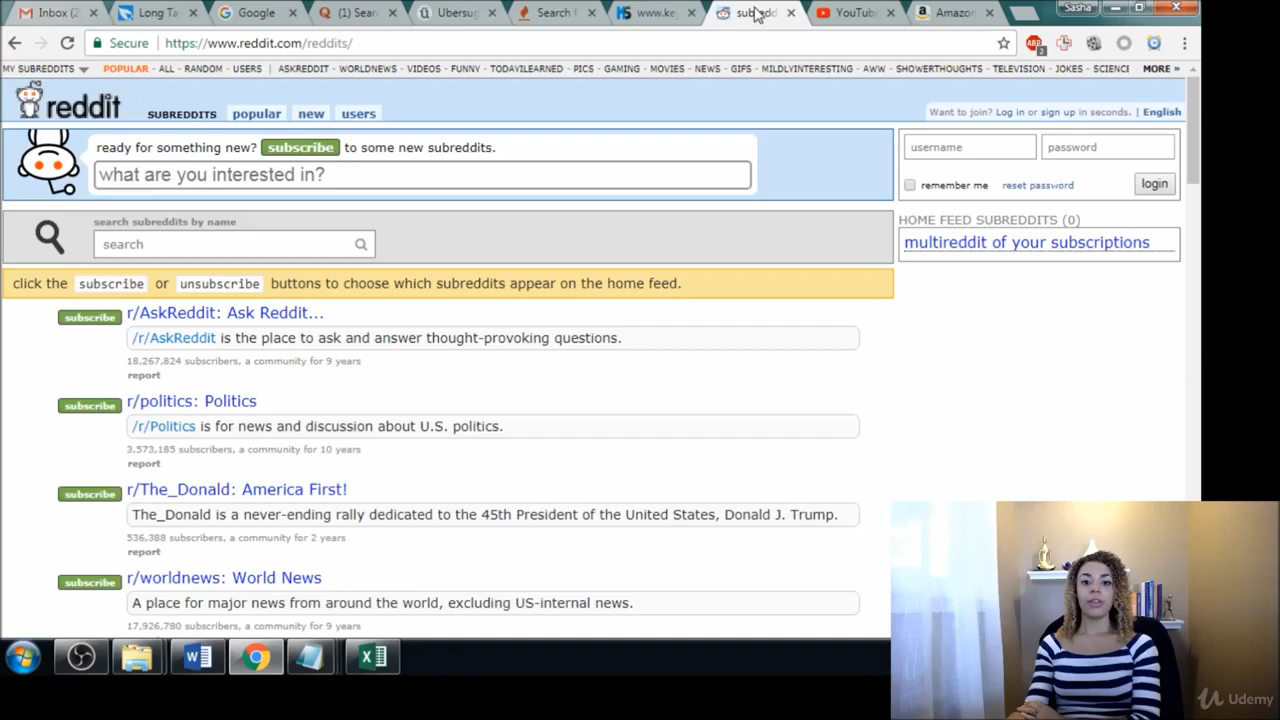 Inbox (2
Long Ta
Google
(1) Sear
Ubersu
Search f
www.ke
subredd
YouTub
Amazon
Sasha
Secure
https://www.reddit.com/reddits/
ABP
2
MY SUBREDDITS
POPULAR - ALL - RANDOM - USERS | ASKREDDIT - WORLDNEWS - VIDEOS - FUNNY - TODAYILEARNED - PICS - GAMING - MOVIES - NEWS - GIFS - MILDLYINTERESTING - AWW - SHOWERTHOUGHTS - TELEVISION - JOKES - SCIENCE
MORE »
reddit
SUBREDDITS popular new users
Want to join? Log in or sign up in seconds. | English
ready for something new? subscribe to some new subreddits.
what are you interested in?
username
password
remember me
reset password
login
search subreddits by name
search
HOME FEED SUBREDDITS (0)
multireddit of your subscriptions
click the subscribe or unsubscribe buttons to choose which subreddits appear on the home feed.
subscribe
r/AskReddit: Ask Reddit...
/r/AskReddit is the place to ask and answer thought-provoking questions.
18,267,824 subscribers, a community for 9 years
report
subscribe
r/politics: Politics
/r/Politics is for news and discussion about U.S. politics.
3,573,185 subscribers, a community for 10 years
report
subscribe
r/The_Donald: America First!
The_Donald is a never-ending rally dedicated to the 45th President of the United States, Donald J. Trump.
536,388 subscribers, a community for 2 years
report
subscribe
r/worldnews: World News
A place for major news from around the world, excluding US-internal news.
17,926,780 subscribers, a community for 9 years
Udemy